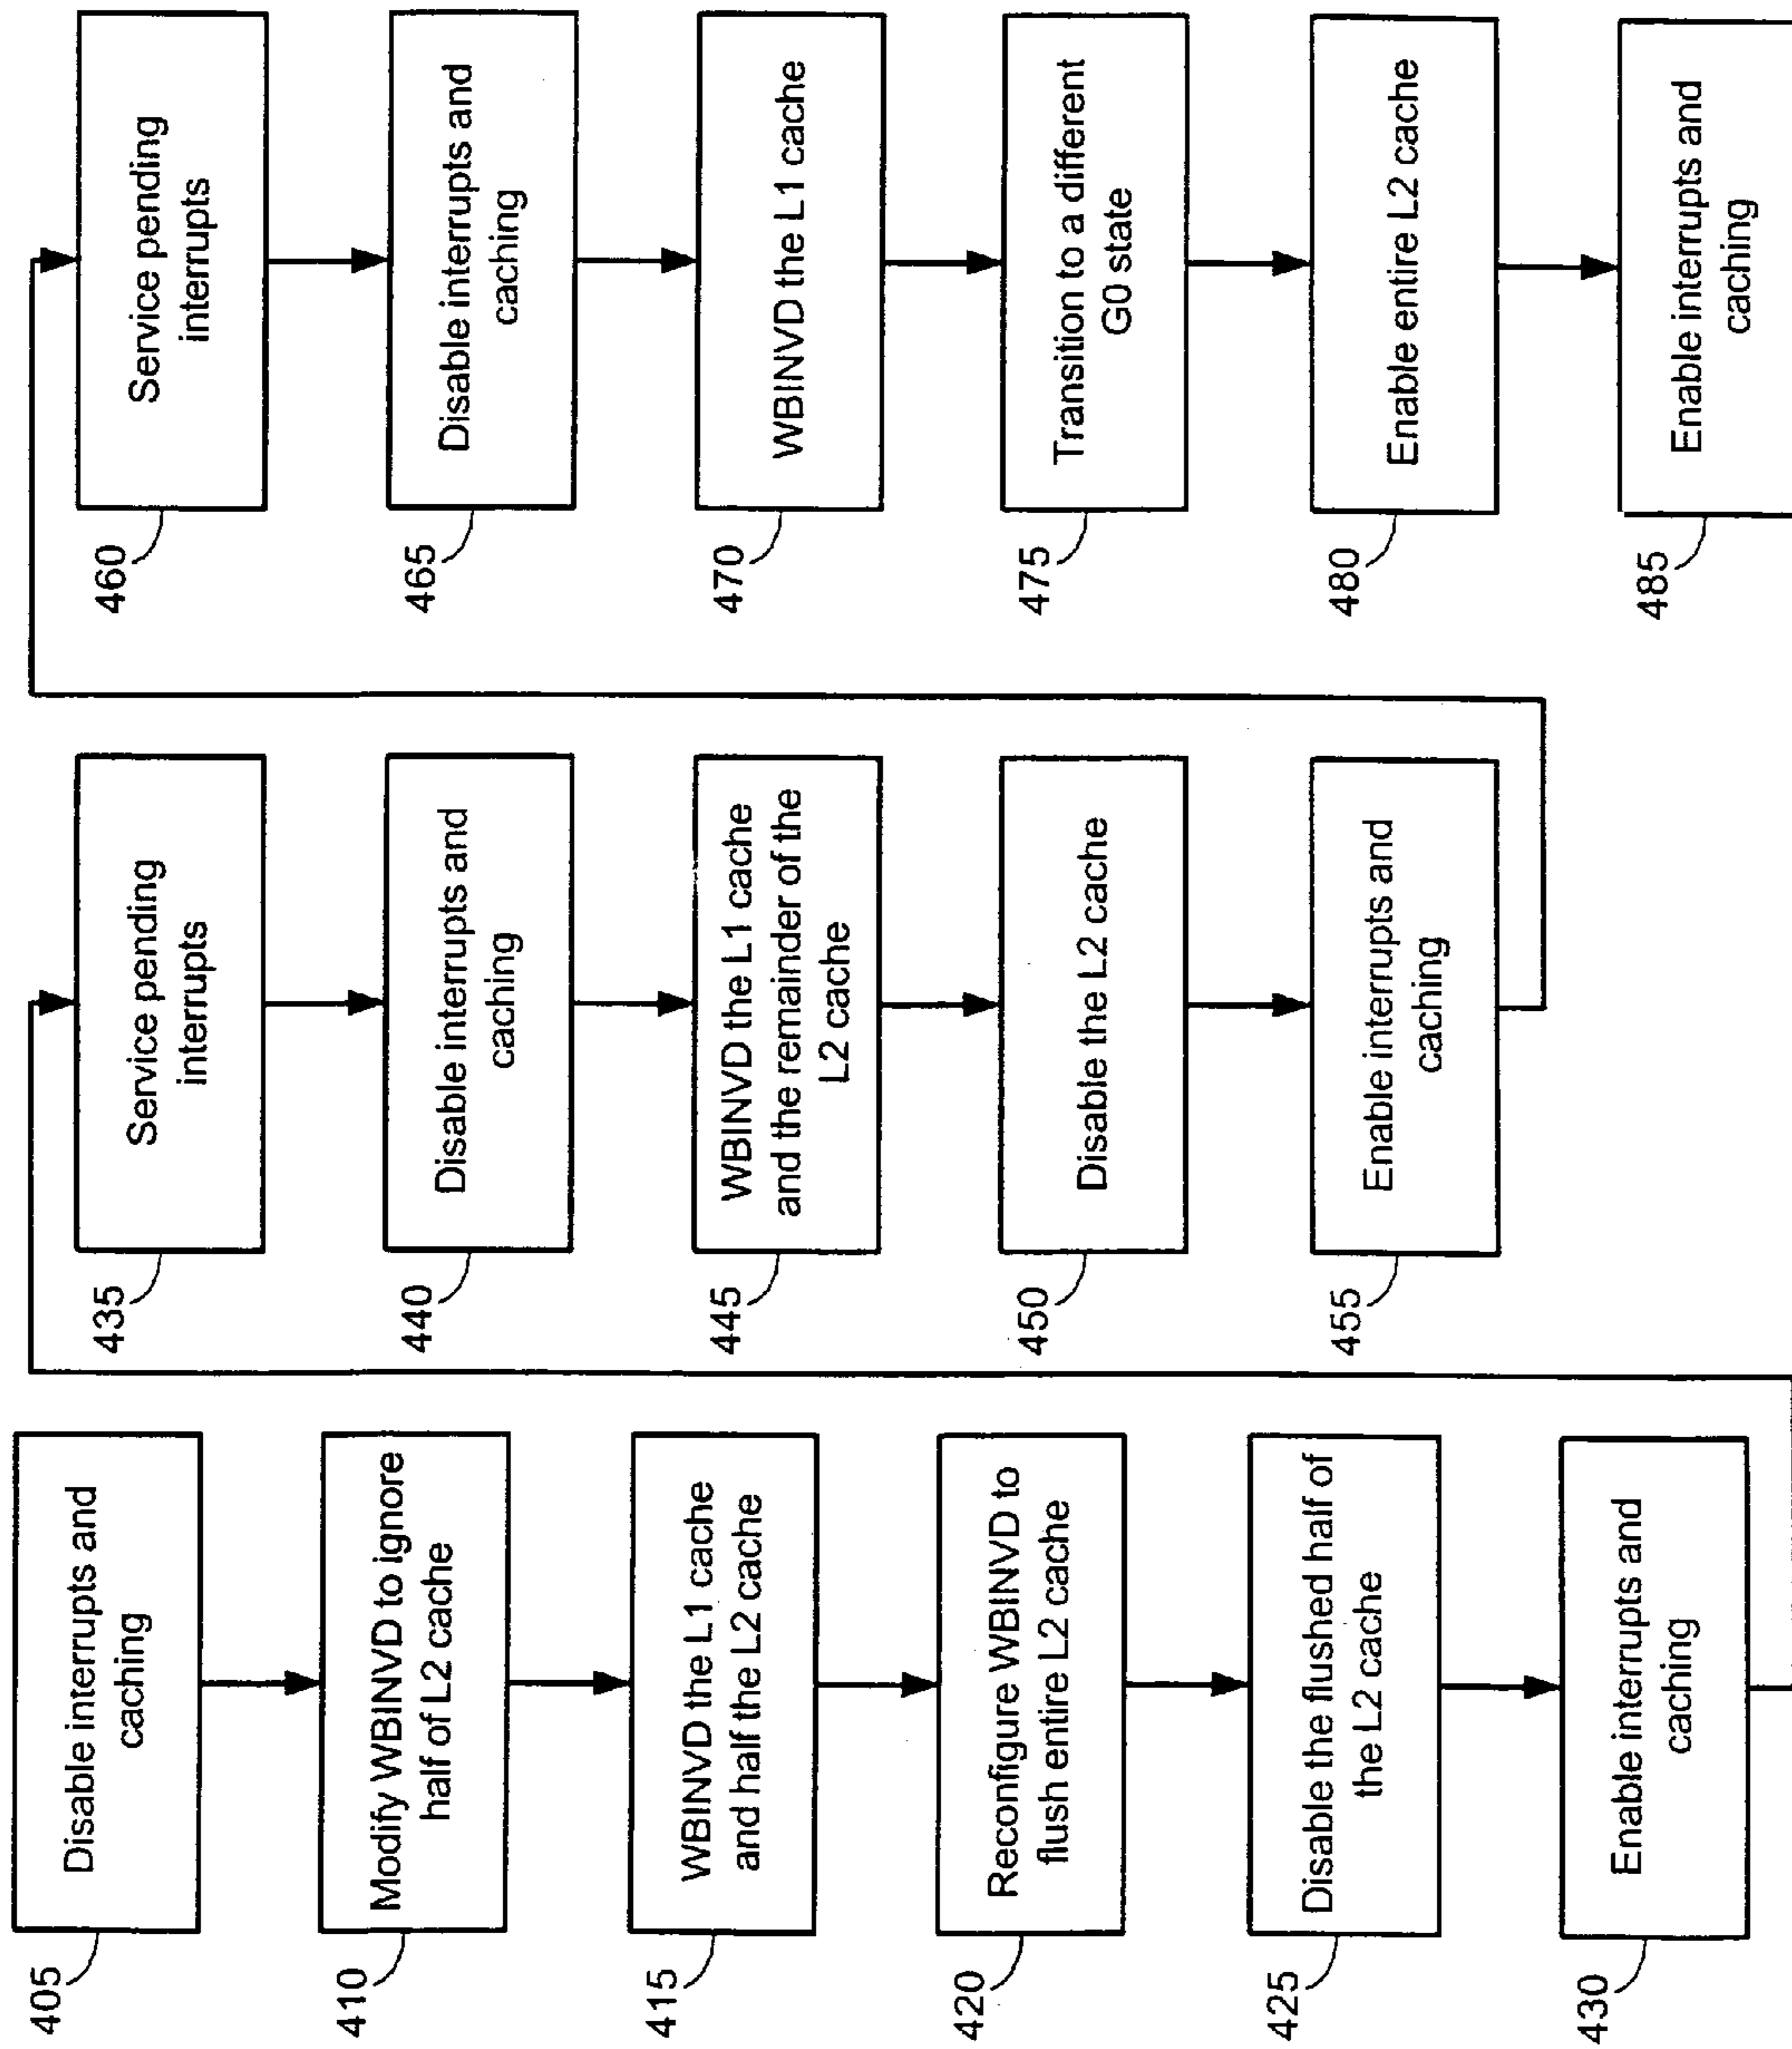 405
Disable interrupts and
caching
410
Modify WBINVD to ignore
half of L2 cache
415
WBINVD the L1 cache
and half the L2 cache
420
Reconfigure WBINVD to
flush entire L2 cache
425
Disable the flushed half of
the L2 cache
430
Enable interrupts and
caching
435
Service pending
interrupts
440
Disable interrupts and
caching
445
WBINVD the L1 cache
and the remainder of the
L2 cache
450
Disable the L2 cache
455
Enable interrupts and
caching
460
Service pending
interrupts
465
Disable interrupts and
caching
470
WBINVD the L1 cache
475
Transition to a different
G0 state
480
Enable entire L2 cache
485
Enable interrupts and
caching